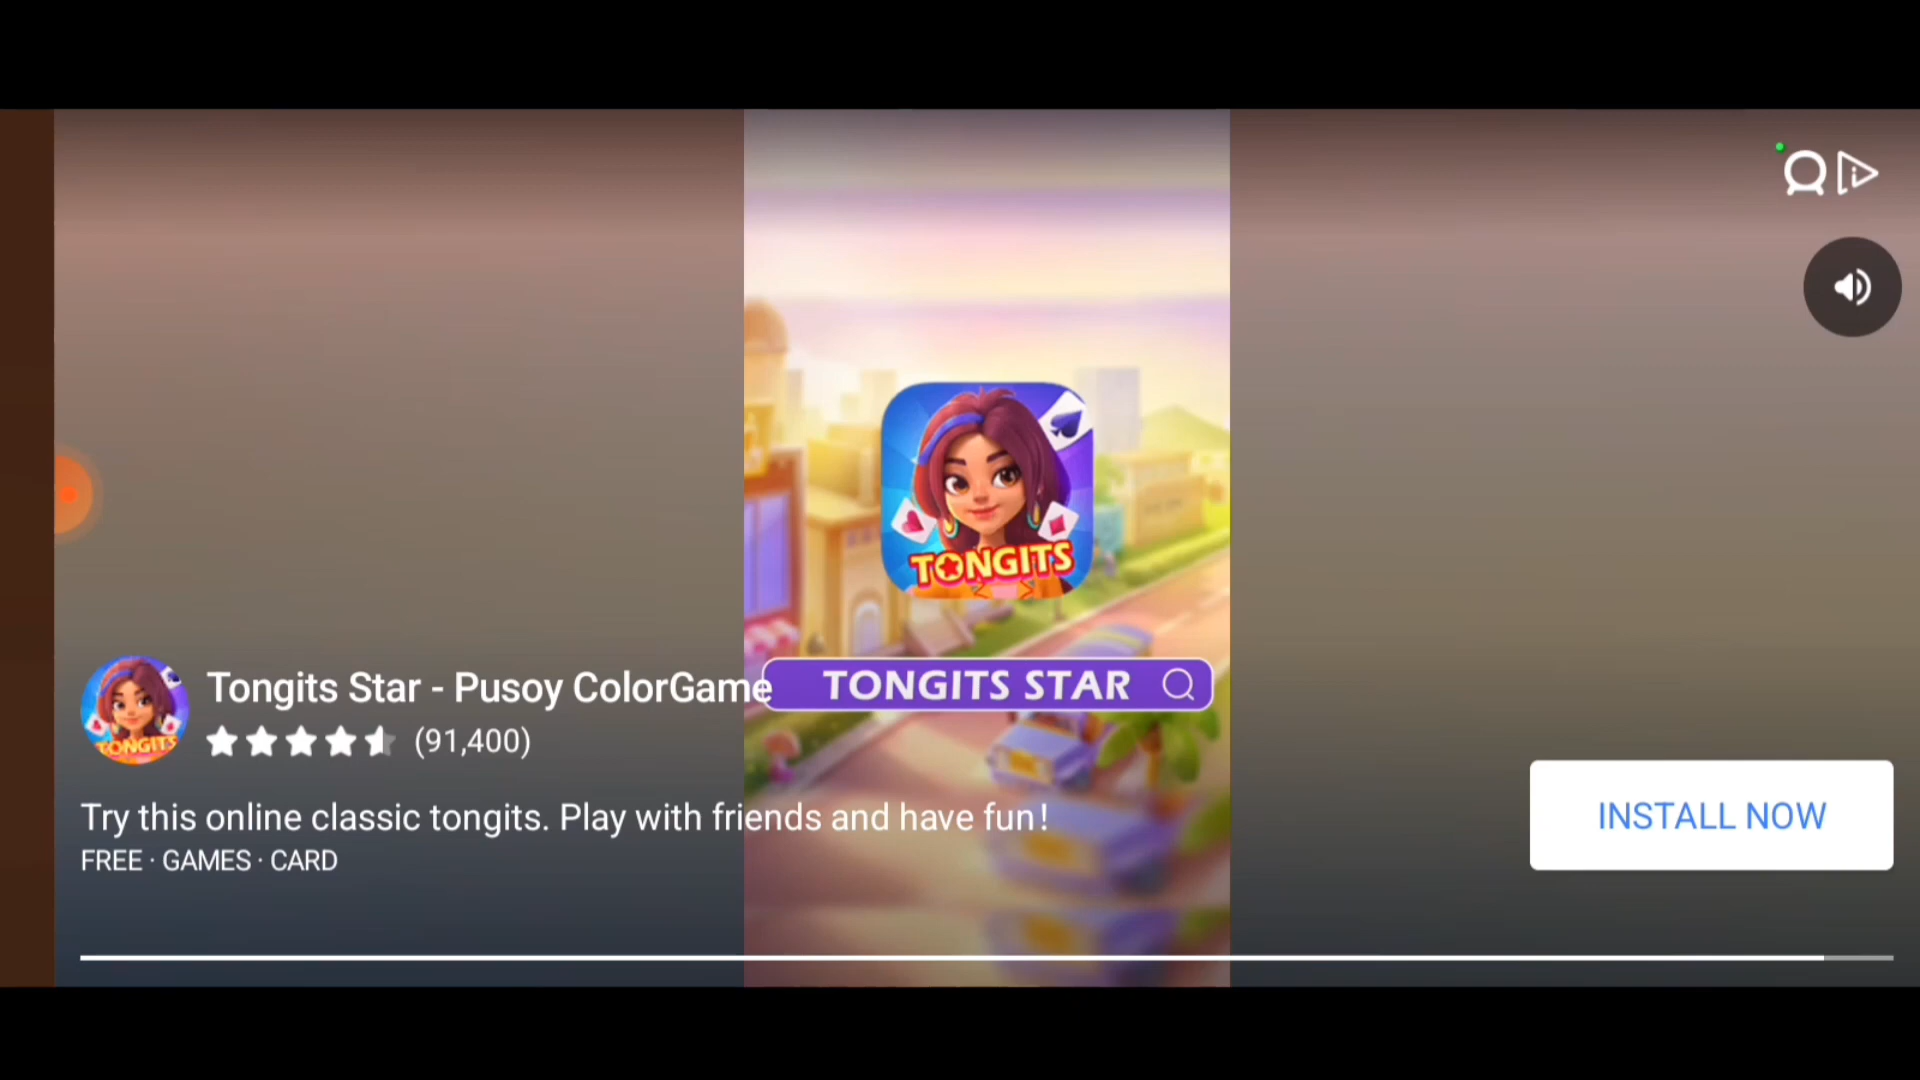 TONGITS
TONGITS
Tongits Star - Pusoy ColorGame
TONGITS STAR
(91,400)
Try this online classic tongits. Play with friends and have fun!
FREE · GAMES · CARD
INSTALL NOW